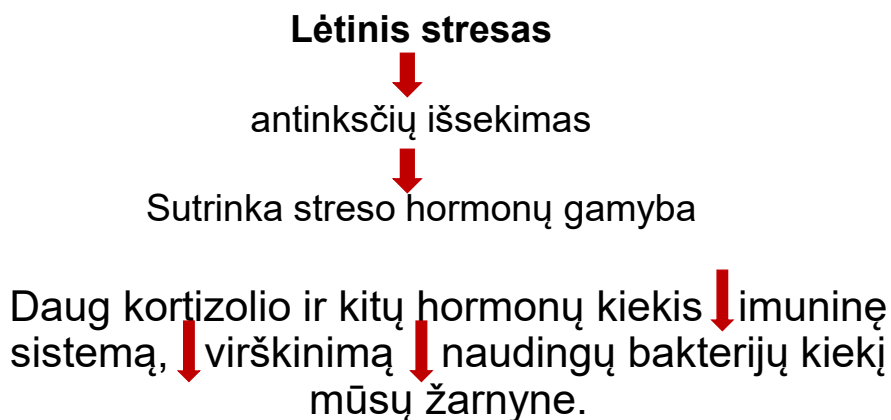 Lėtinis stresas
antinksčių išsekimas
Sutrinka streso hormonų gamyba
Daug kortizolio ir kitų hormonų kiekis imuninę
sistemą, virškinimą naudingų bakterijų kiekį
mūsų žarnyne.